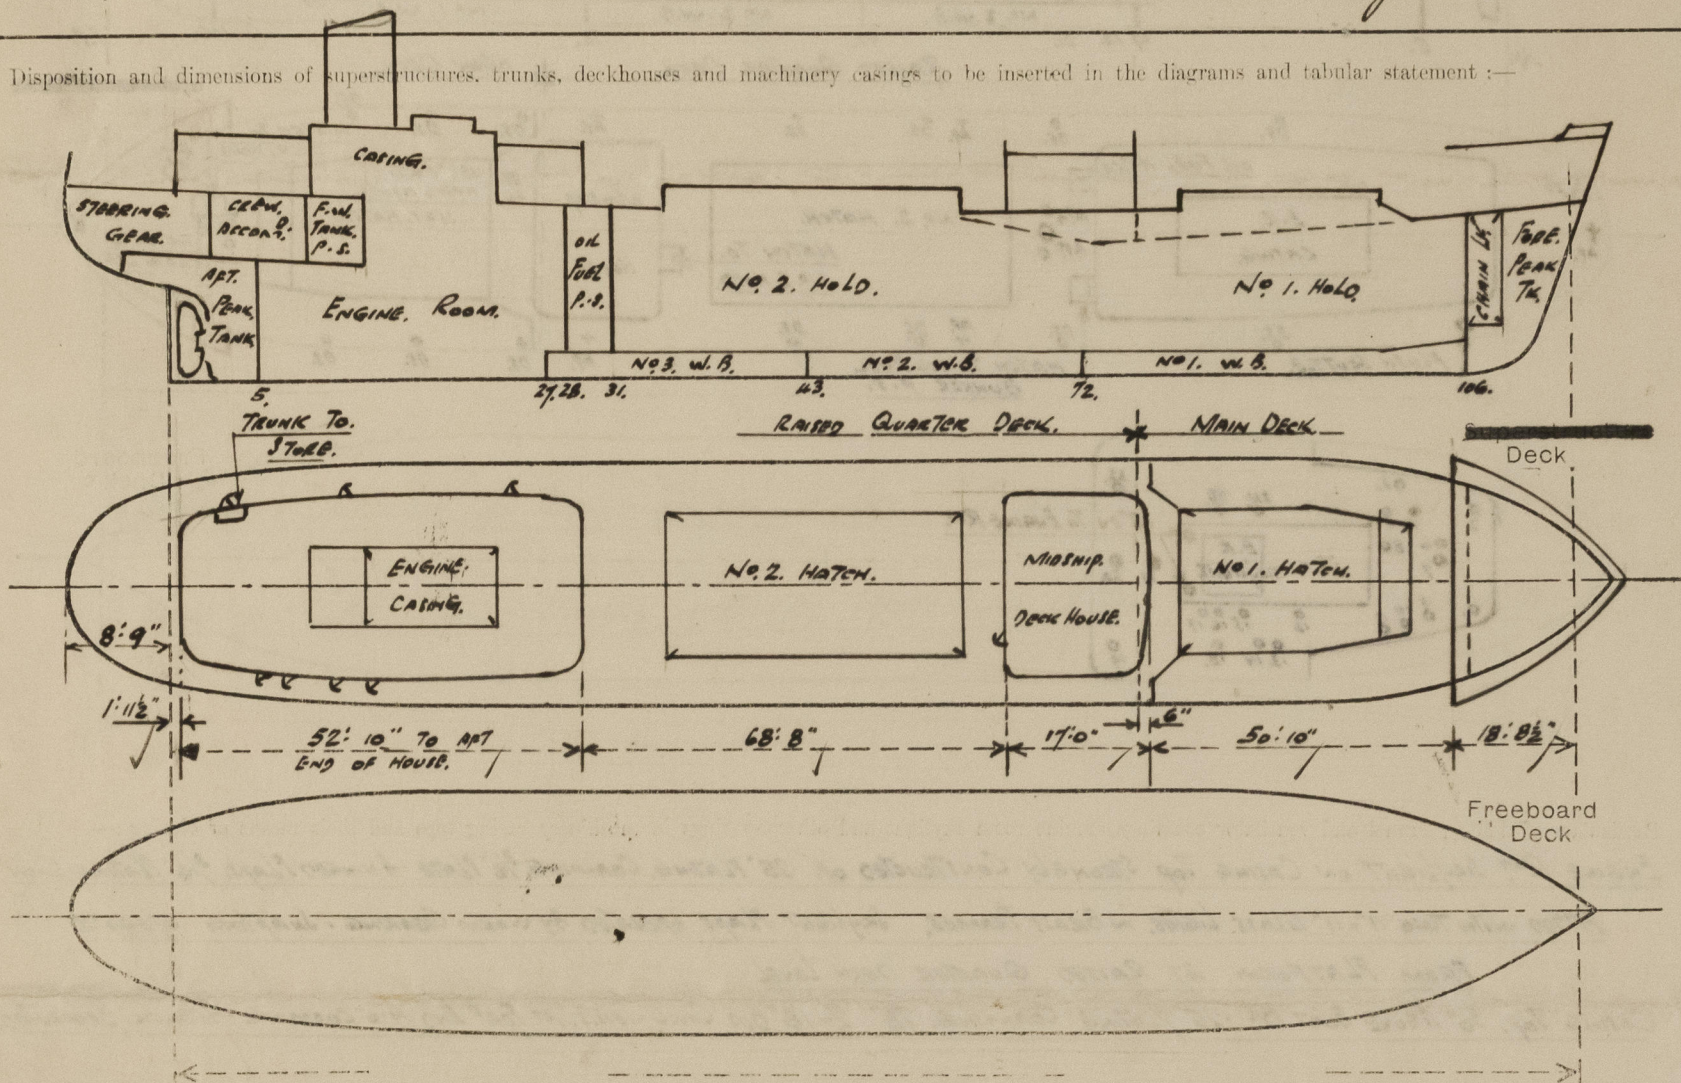 Disposition and dimensions of superstructures, trunks, deckhouses and machinery casings to be inserted in the diagrams and tabular statement :—
CASING.
STEERING
GEAR.
CREW.
ACCOM.
F.W.
TANK.
P.S.
AFT.
PEAK
TANK
ENGINE. ROOM.
OIL
FUEL
P.S.
No. 2. HOLD.
No. 1. HOLD
CHAIN LK.
FORE.
PEAK
TK.
No 3. W.B.
No 2. W.B.
No 1. W.B.
5. 27. 28. 31. 43. 72. 106.
TRUNK TO.
STORE.
RAISED QUARTER DECK. MAIN DECK
Superstructure
Deck
ENGINE.
CASING.
No. 2. HATCH.
MIDSHIP.
DECK HOUSE.
No 1. HATCH.
8'.9"
1'.11½"
52'. 10" TO AFT
END OF HOUSE.
68'.8"
17'.0"
6"
50'.10"
18'.8½"
Freeboard
Deck